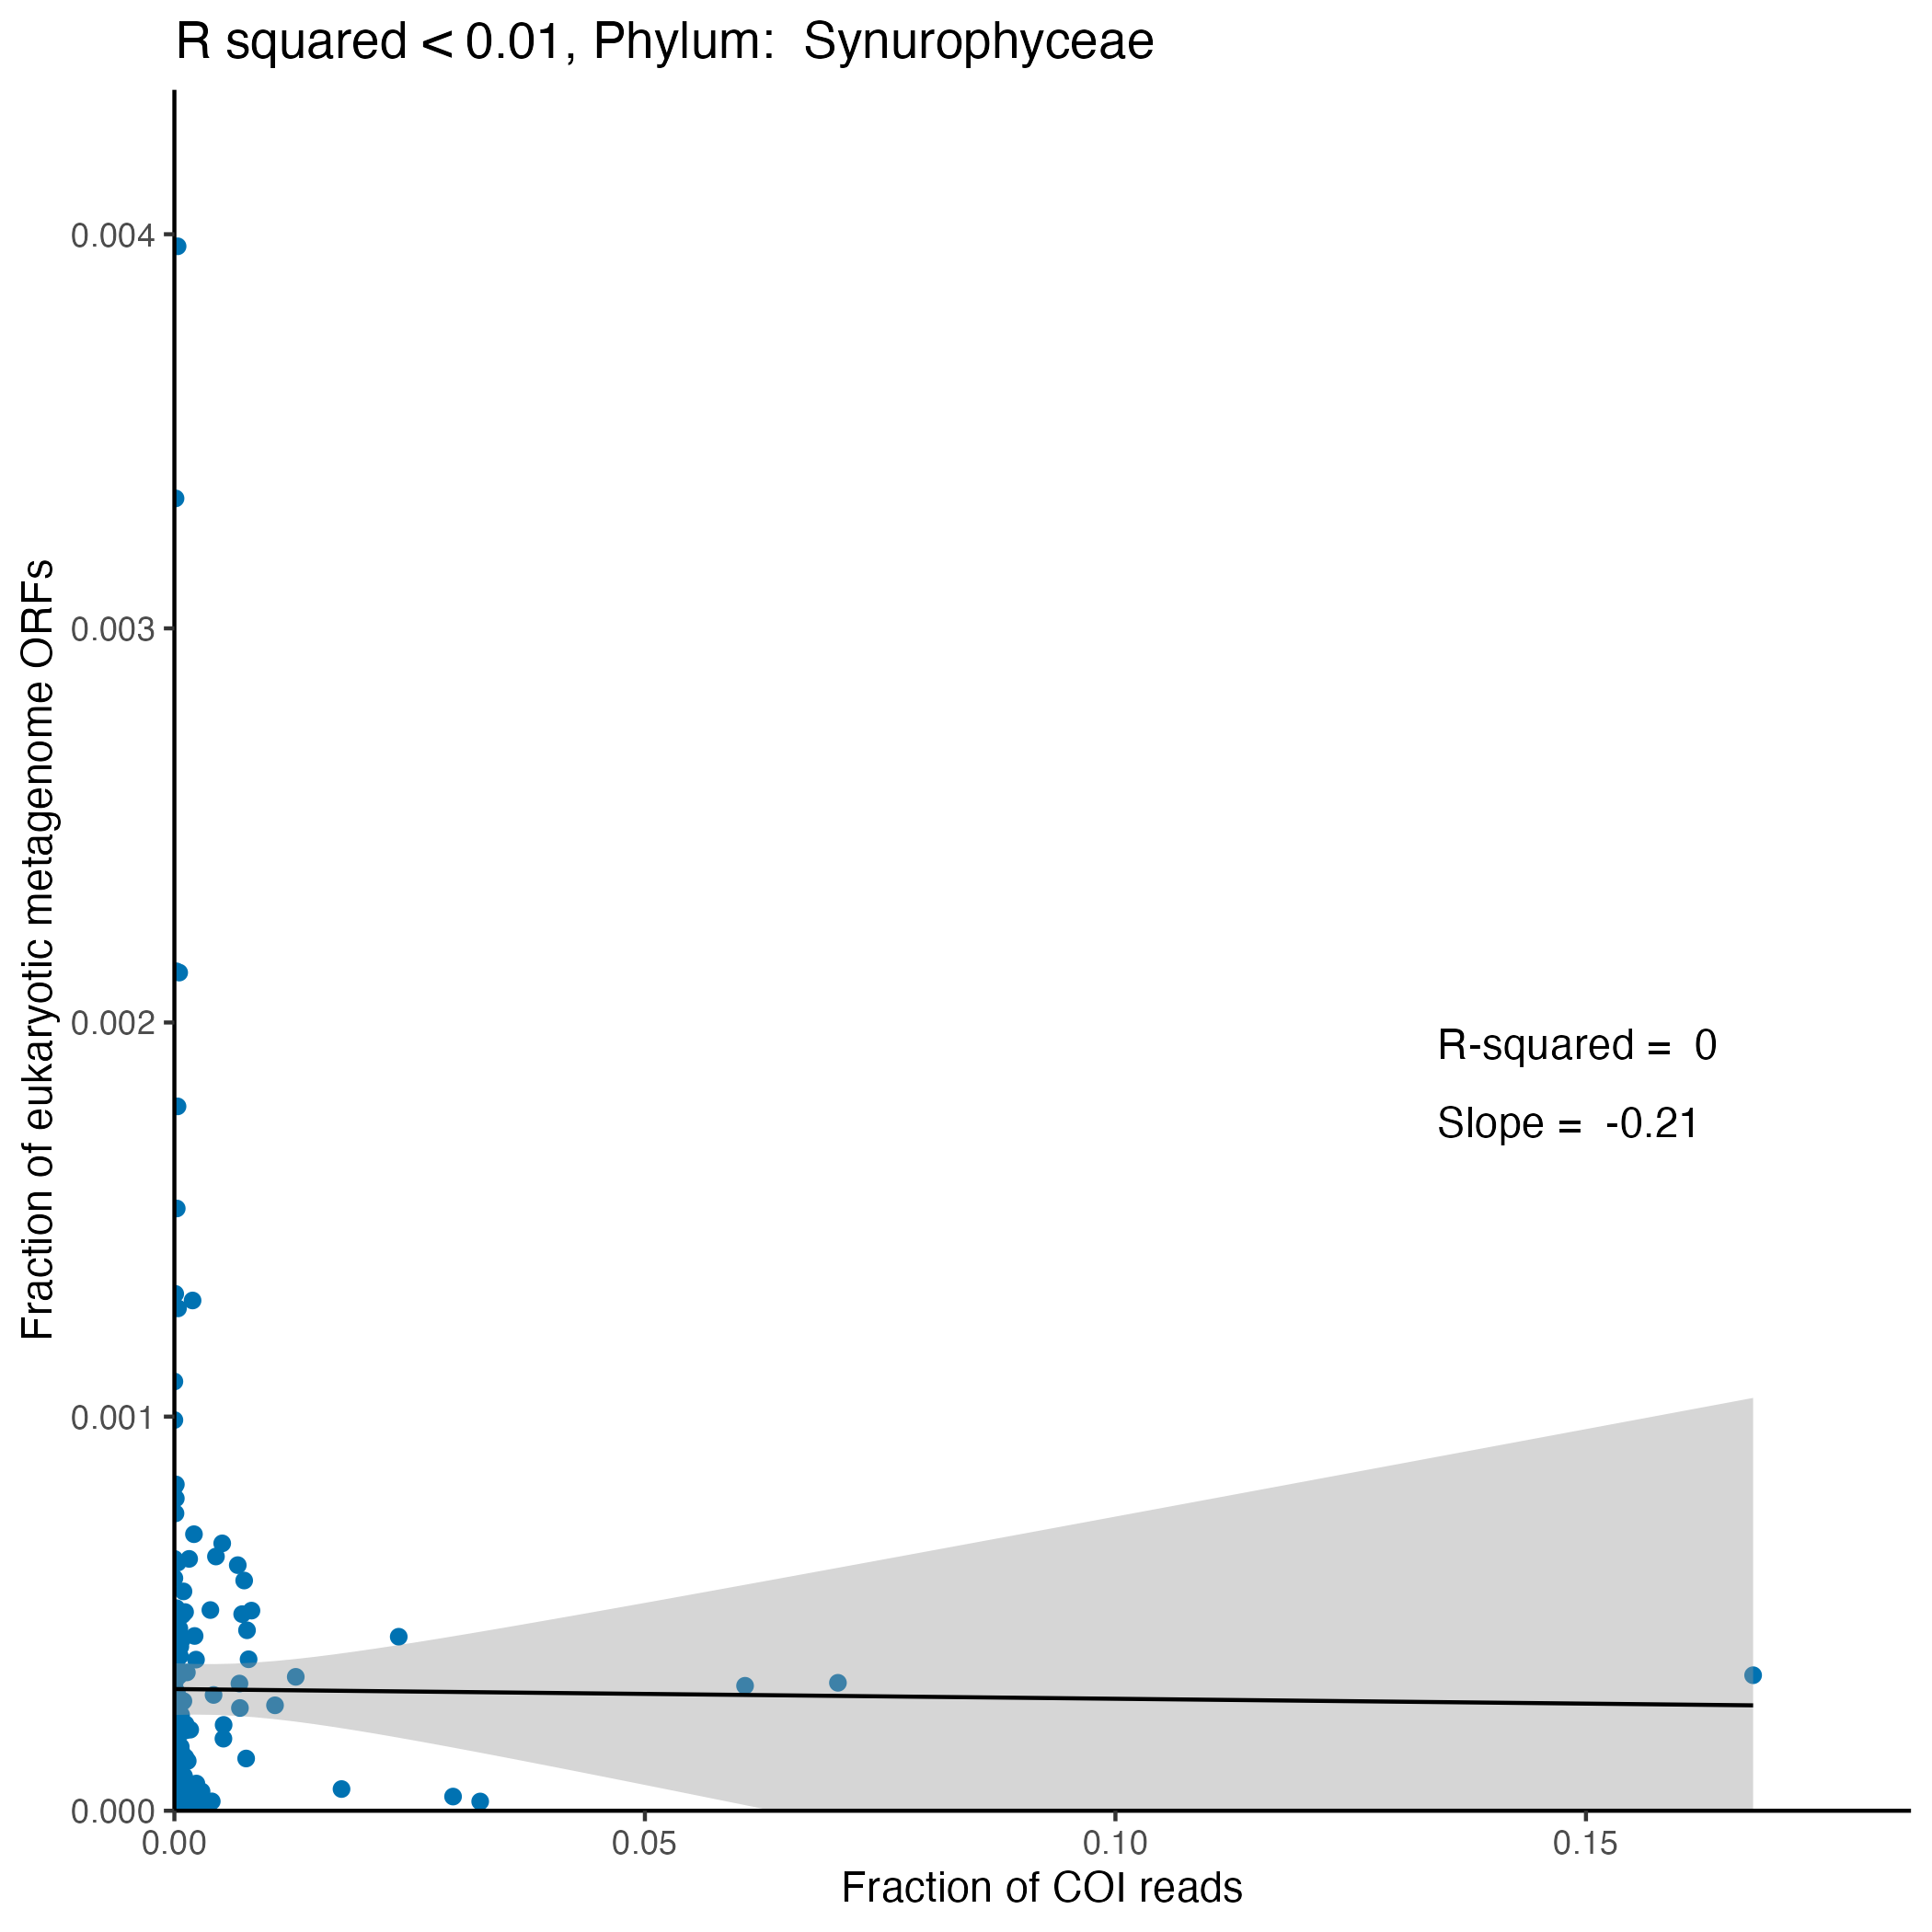 R squared < 0.01, Phylum:  Synurophyceae
Fraction of eukaryotic metagenome ORFs
0.004
0.003
0.002
0.001
0.000
R-squared =  0
Slope =  -0.21
0.00
0.05
0.10
0.15
Fraction of COI reads